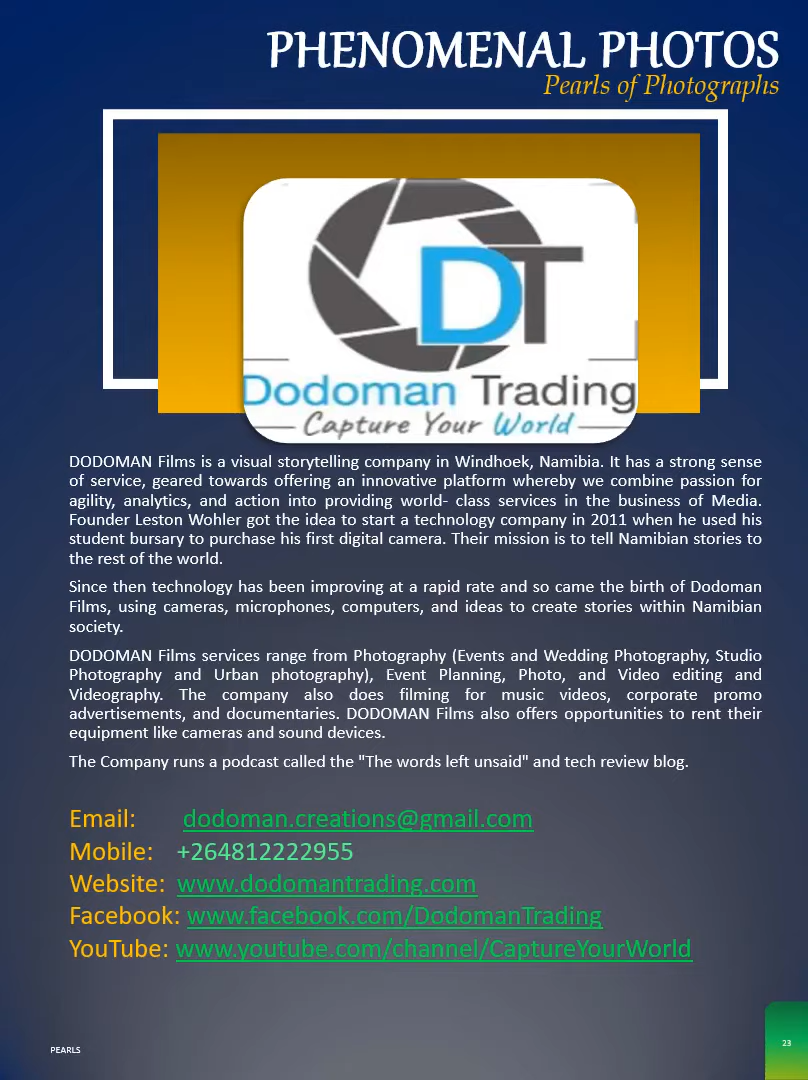 PHENOMENAL PHOTOS
Pearls of Photographs
DT
Dodoman Trading
Capture Your World
DODOMAN Films is a visual storytelling company in Windhoek, Namibia. It has a strong sense
of service, geared towards offering an innovative platform whereby we combine passion for
agility, analytics, and action into providing world- class services in the business of Media.
Founder Leston Wohler got the idea to start a technology company in 2011 when he used his
student bursary to purchase his first digital camera. Their mission is to tell Namibian stories to
the rest of the world.
Since then technology has been improving at a rapid rate and so came the birth of Dodoman
Films, using cameras, microphones, computers, and ideas to create stories within Namibian
society.
DODOMAN Films services range from Photography (Events and Wedding Photography, Studio
Photography and Urban photography), Event Planning, Photo, and Video editing and
Videography. The company also does filming for music videos, corporate promo
advertisements, and documentaries. DODOMAN Films also offers opportunities to rent their
equipment like cameras and sound devices.
The Company runs a podcast called the "The words left unsaid" and tech review blog.
Email: dodoman.creations@gmail.com
Mobile: +264812222955
Website: www.dodomantrading.com
Facebook: www.facebook.com/DodomanTrading
YouTube: www.youtube.com/channel/CaptureYourWorld
PEARLS
23